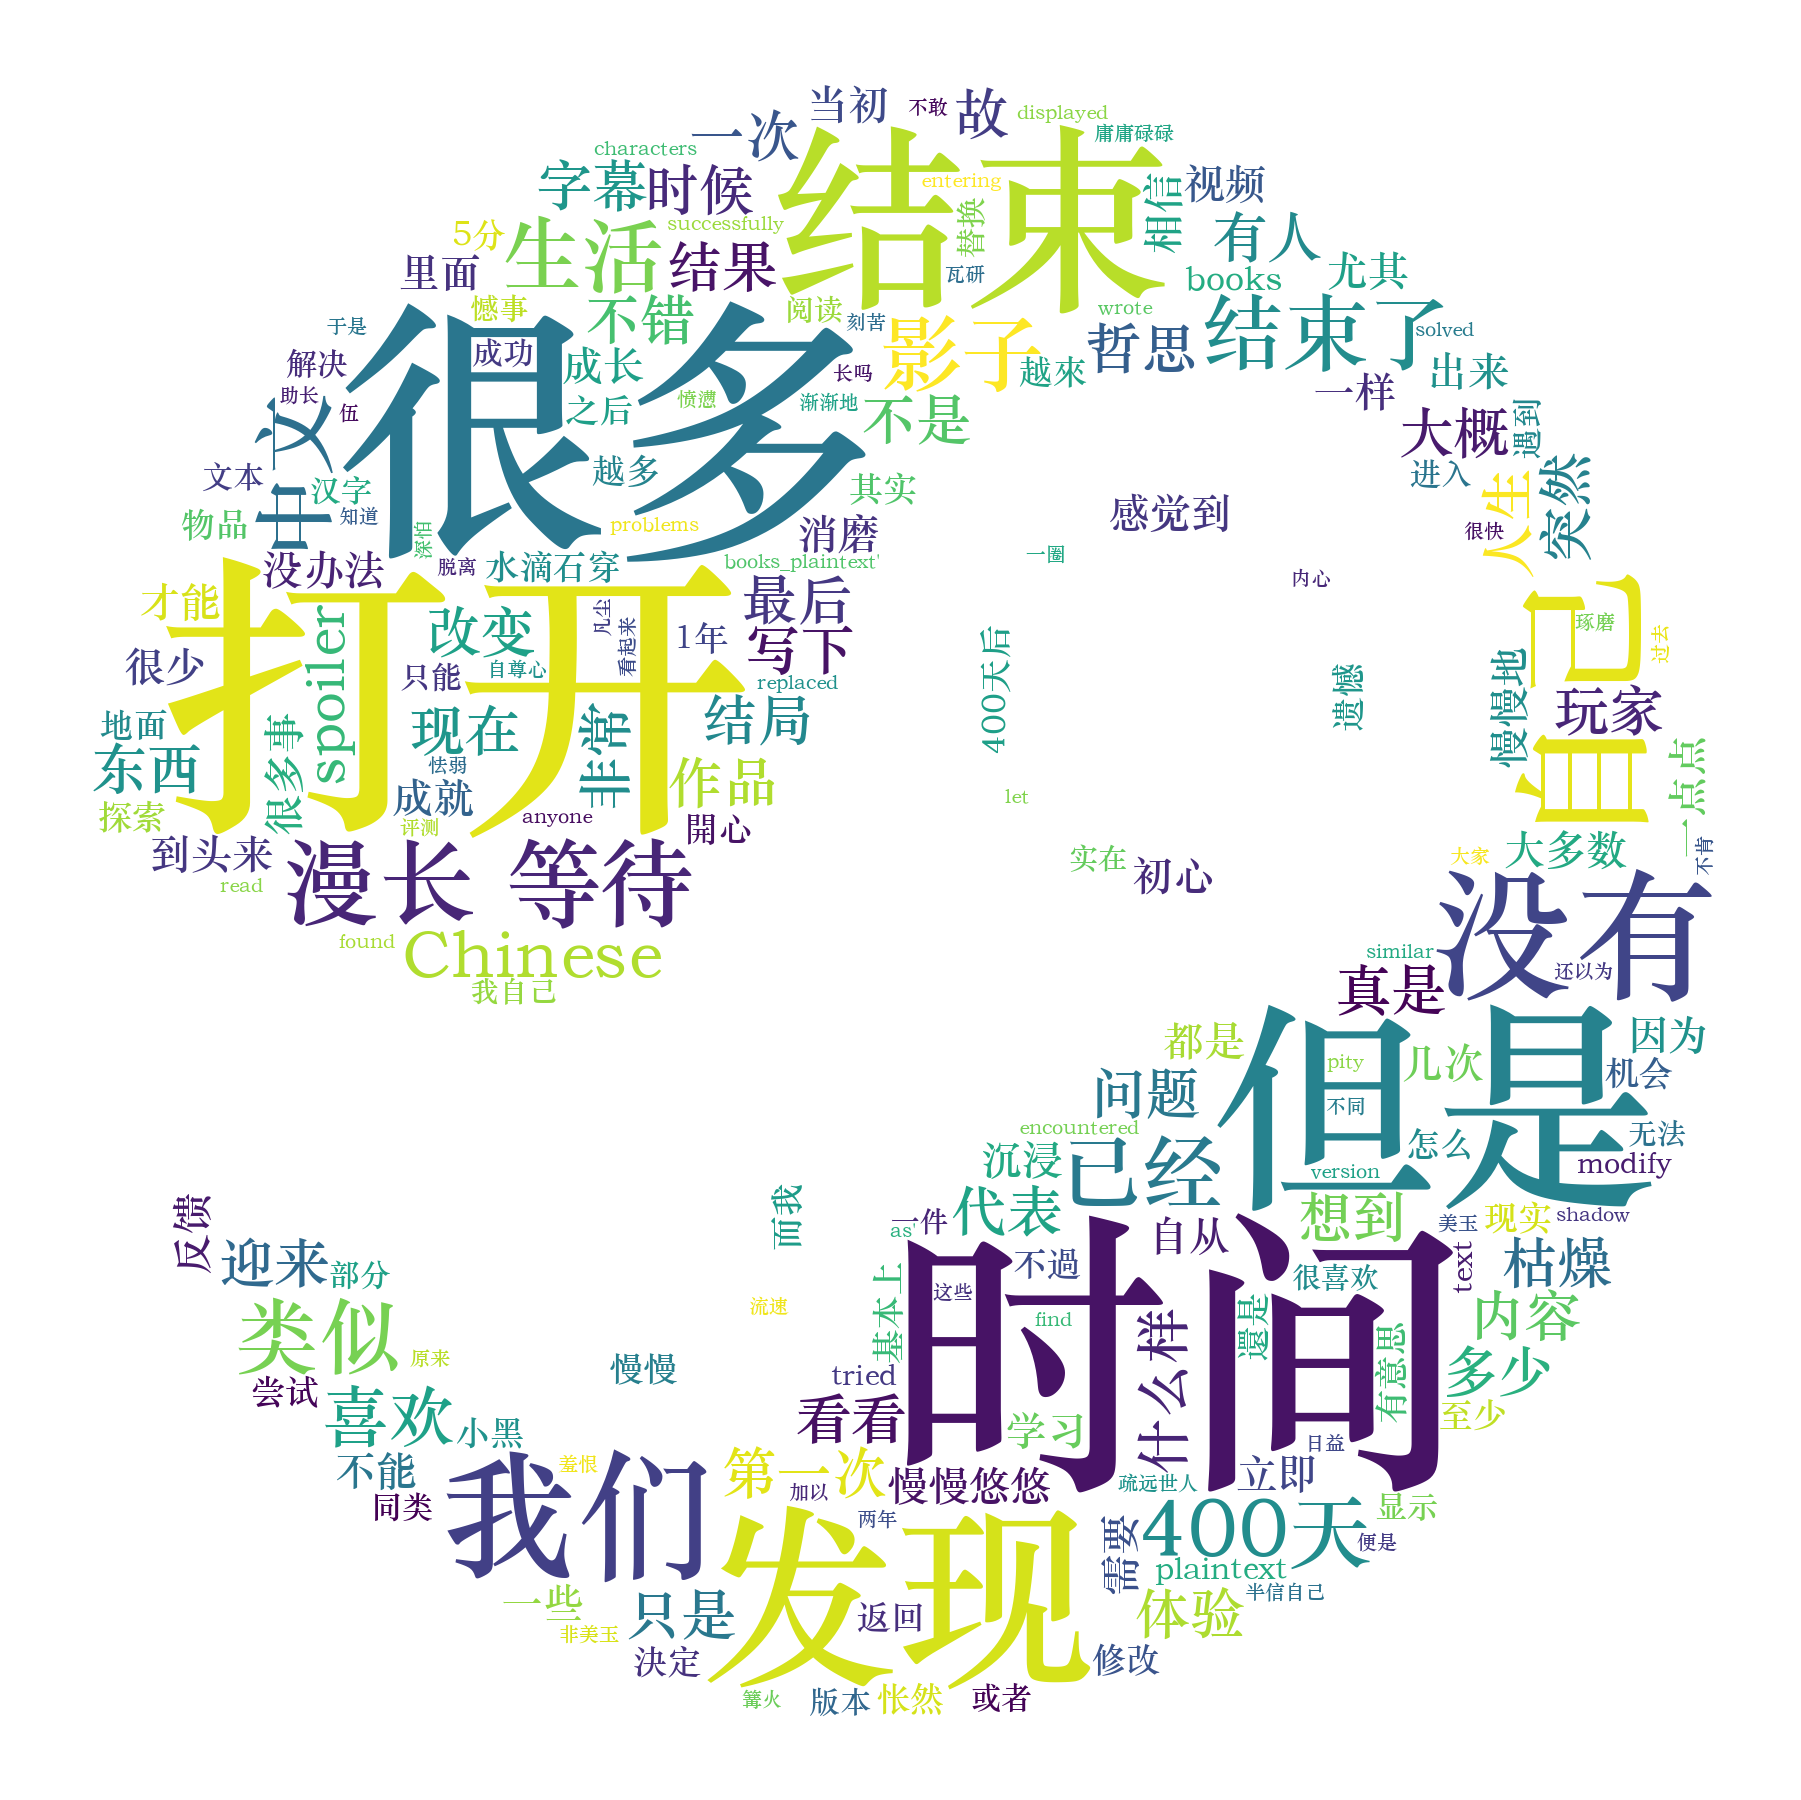 当初
不敢
故
displayed
一次
characters
庸庸碌碌
结束
字幕
时候
entering
相信
视频
5分
生活
successfully
结果
替换
有人
里面
瓦研
books
尤其
憾事
不错
阅读
wrote
于是
很多
刻苦
影子
哲思
结束了
solved
解决
成功
成长
长吗
越來
出来
助长
伍
中文
之后
愤懑
渐渐地
不是
一样
大概
遇到
文本
汉字
越多
其实
进入
突然
物品
知道
深怕
problems
消磨
感觉到
很快
人生
没办法
脱离
水滴石穿
books_plaintext'
一圈
内心
打开
才能
spoiler
改变
凡尘
看起来
1年
最后
写下
自己
琢磨
过去
很少
只能
自尊心
replaced
400天后
遗憾
慢慢地
玩家
地面
东西
很多事
现在
非常
结局
怯弱
成就
作品
一点点
探索
评测
anyone
開心
let
到头来
漫长
等待
实在
初心
大家
大多数
不肯
read
没有
found
Chinese
similar
还以为
我自己
真是
但是
都是
pity
几次
因为
问题
不同
机会
encountered
已经
怎么
无法
沉浸
version
modify
反馈
而我
一件
代表
自从
想到
美玉
现实
shadow
迎来
部分
as'
不過
很喜欢
text
枯燥
类似
流速
基本上
这些
时间
find
還是
内容
原来
慢慢
tried
什么样
有意思
多少
尝试
喜欢
小黑
看看
学习
至少
不能
我们
羞恨
第一次
慢慢悠悠
日益
立即
同类
加以
疏远世人
发现
两年
需要
400天
显示
便是
plaintext
一些
只是
返回
体验
半信自己
非美玉
決定
修改
篝火
版本
怅然
或者